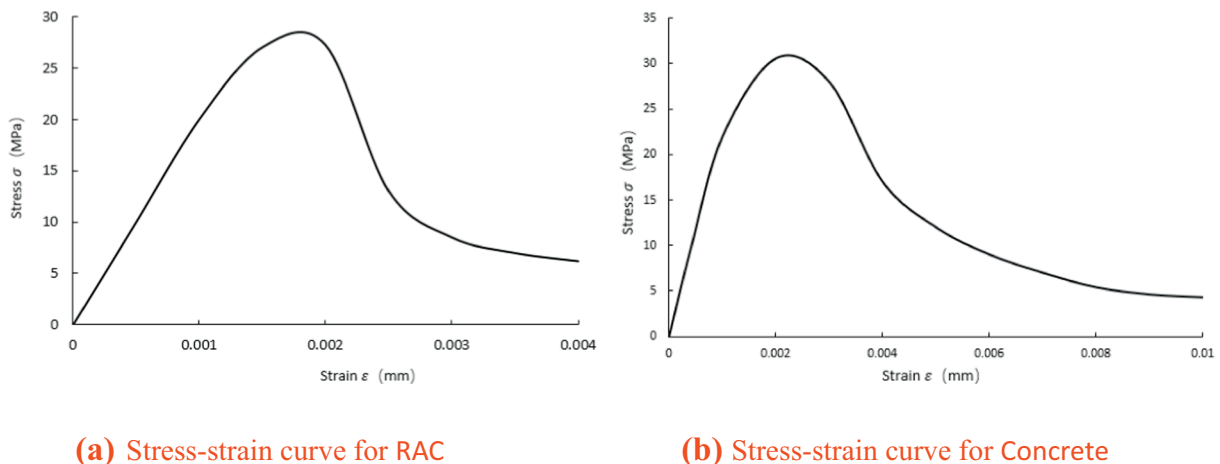 30
25
20
15
10
5
0
Stress σ (MPa)
0 0.001 0.002 0.003 0.004
Strain ε (mm)
(a) Stress-strain curve for RAC
35
30
25
20
15
10
5
0
Stress σ (MPa)
0 0.002 0.004 0.006 0.008 0.01
Strain ε (mm)
(b) Stress-strain curve for Concrete